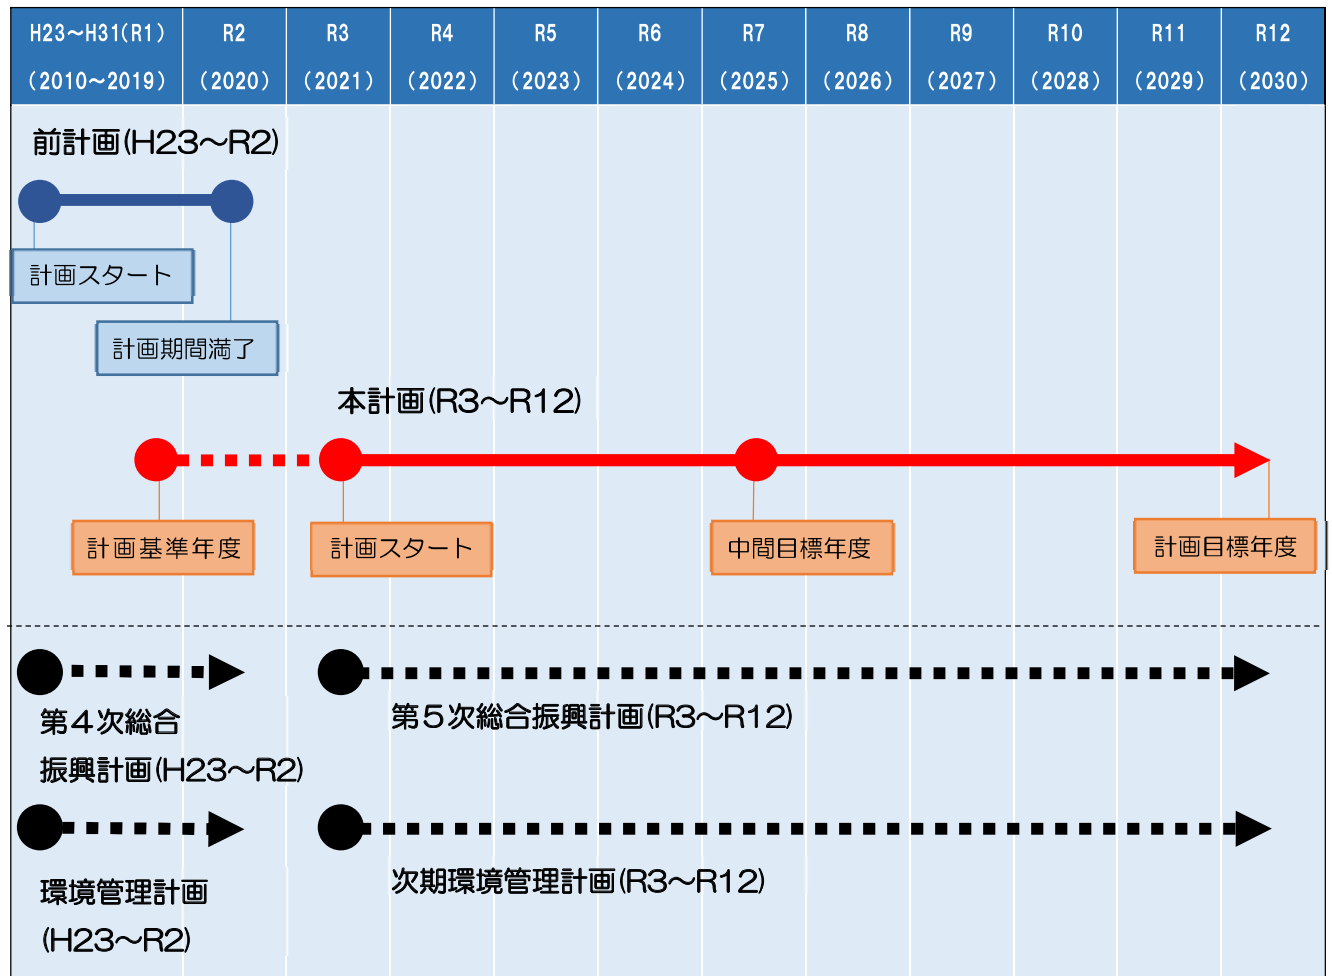 H23～H31(R1) R2 R3 R4 R5 R6 R7 R8 R9 R10 R11 R12
（2010～2019）（2020）（2021）（2022）（2023）（2024）（2025）（2026）（2027）（2028）（2029）（2030）
前計画(H23～R2)
計画スタート
計画期間満了
本計画(R3～R12)
計画基準年度 計画スタート 中間目標年度 計画目標年度
第４次総合
振興計画(H23～R2)
第５次総合振興計画(R3～R12)
環境管理計画
(H23～R2)
次期環境管理計画(R3～R12)